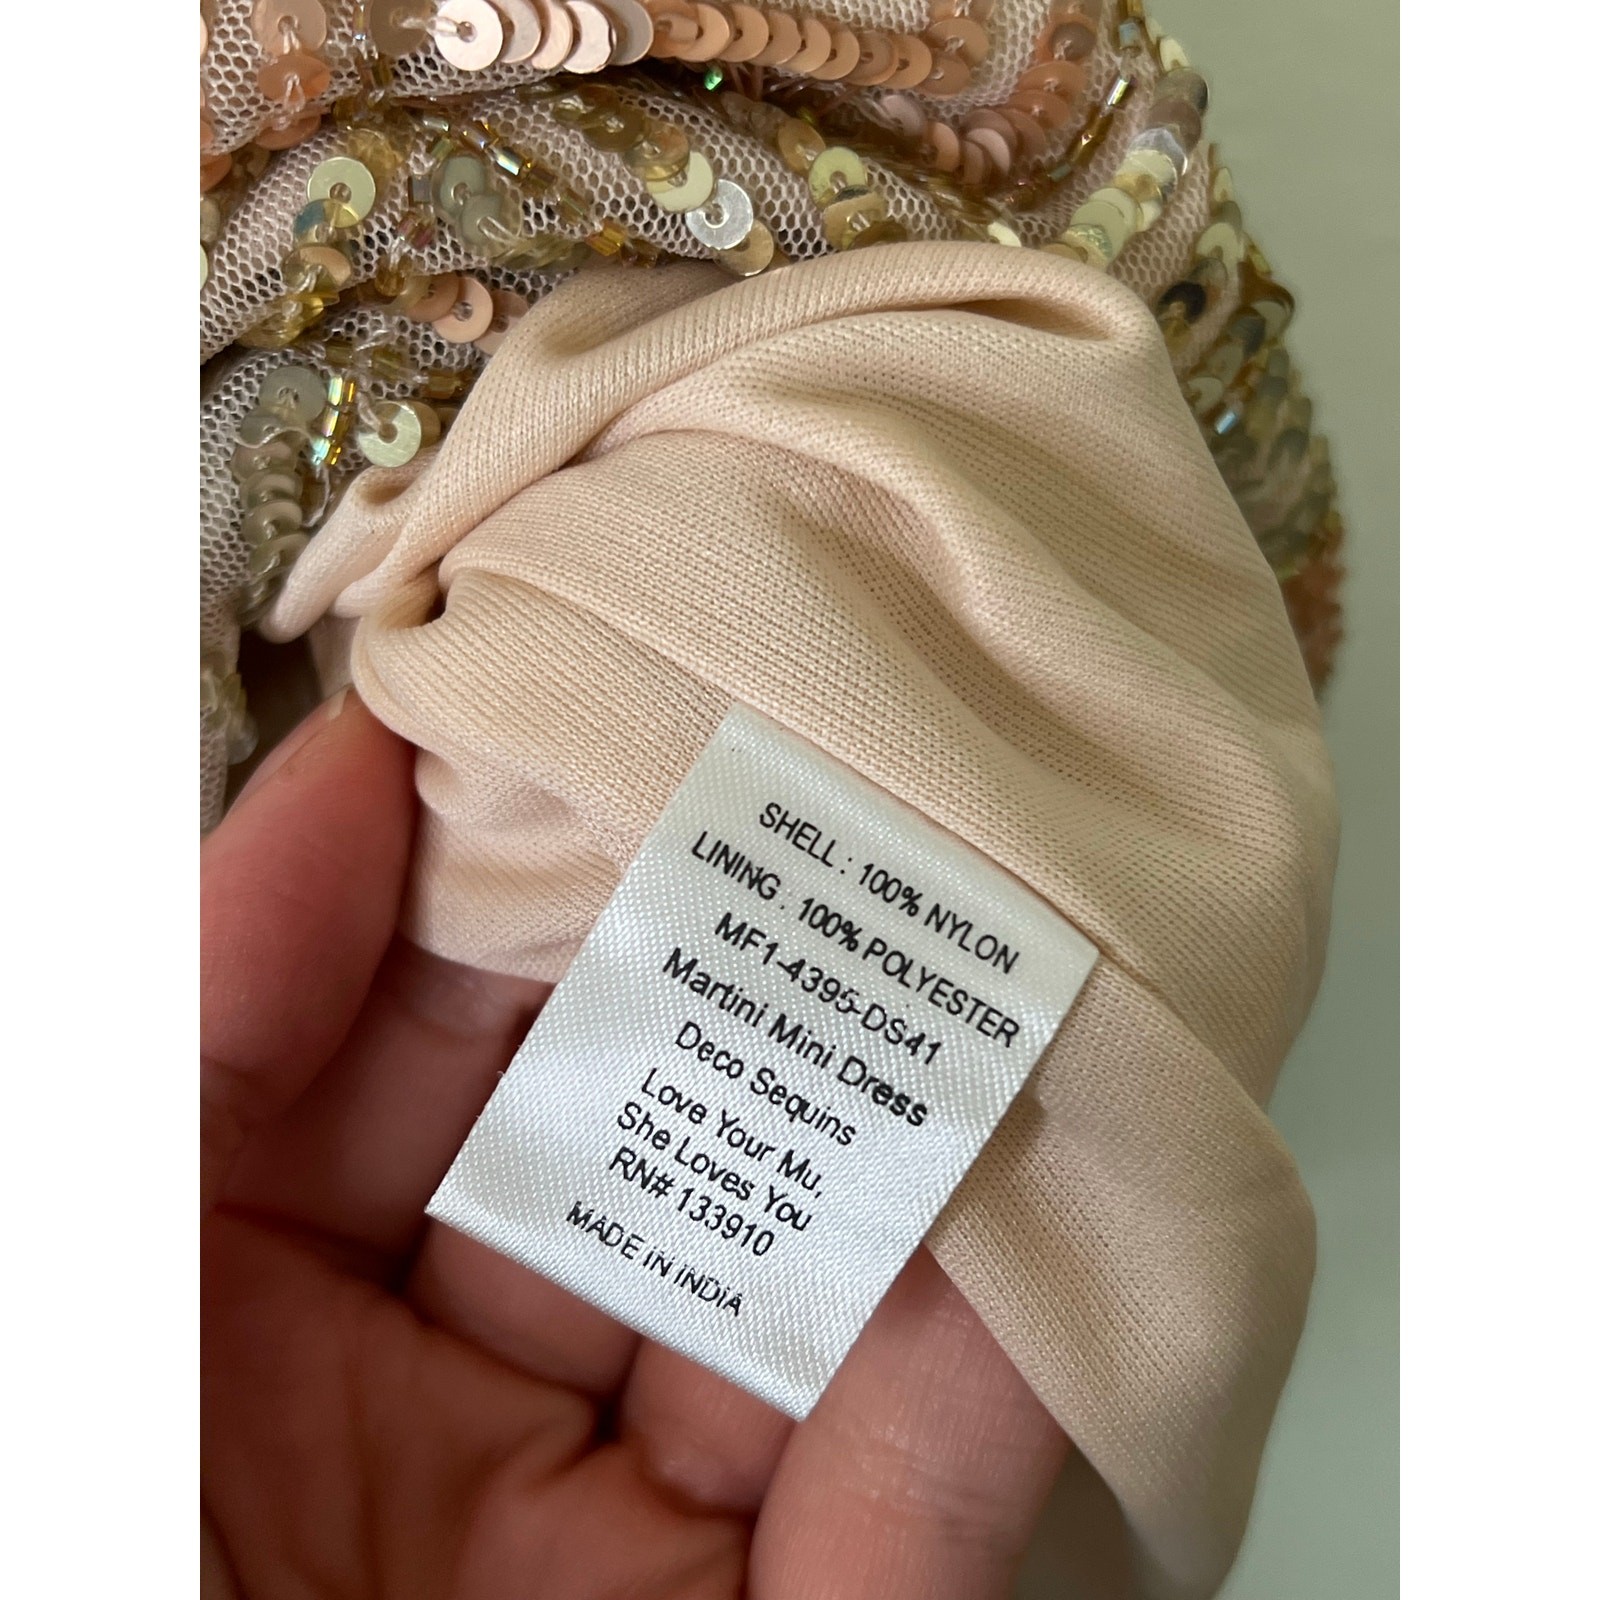 SHELL : 100% NYLON
LINING : 100% POLYESTER
MF1-4395-DS41
Martini Mini Dress
Deco Sequins
Love Your Mu,
She Loves You
RN# 133910
MADE IN INDIA